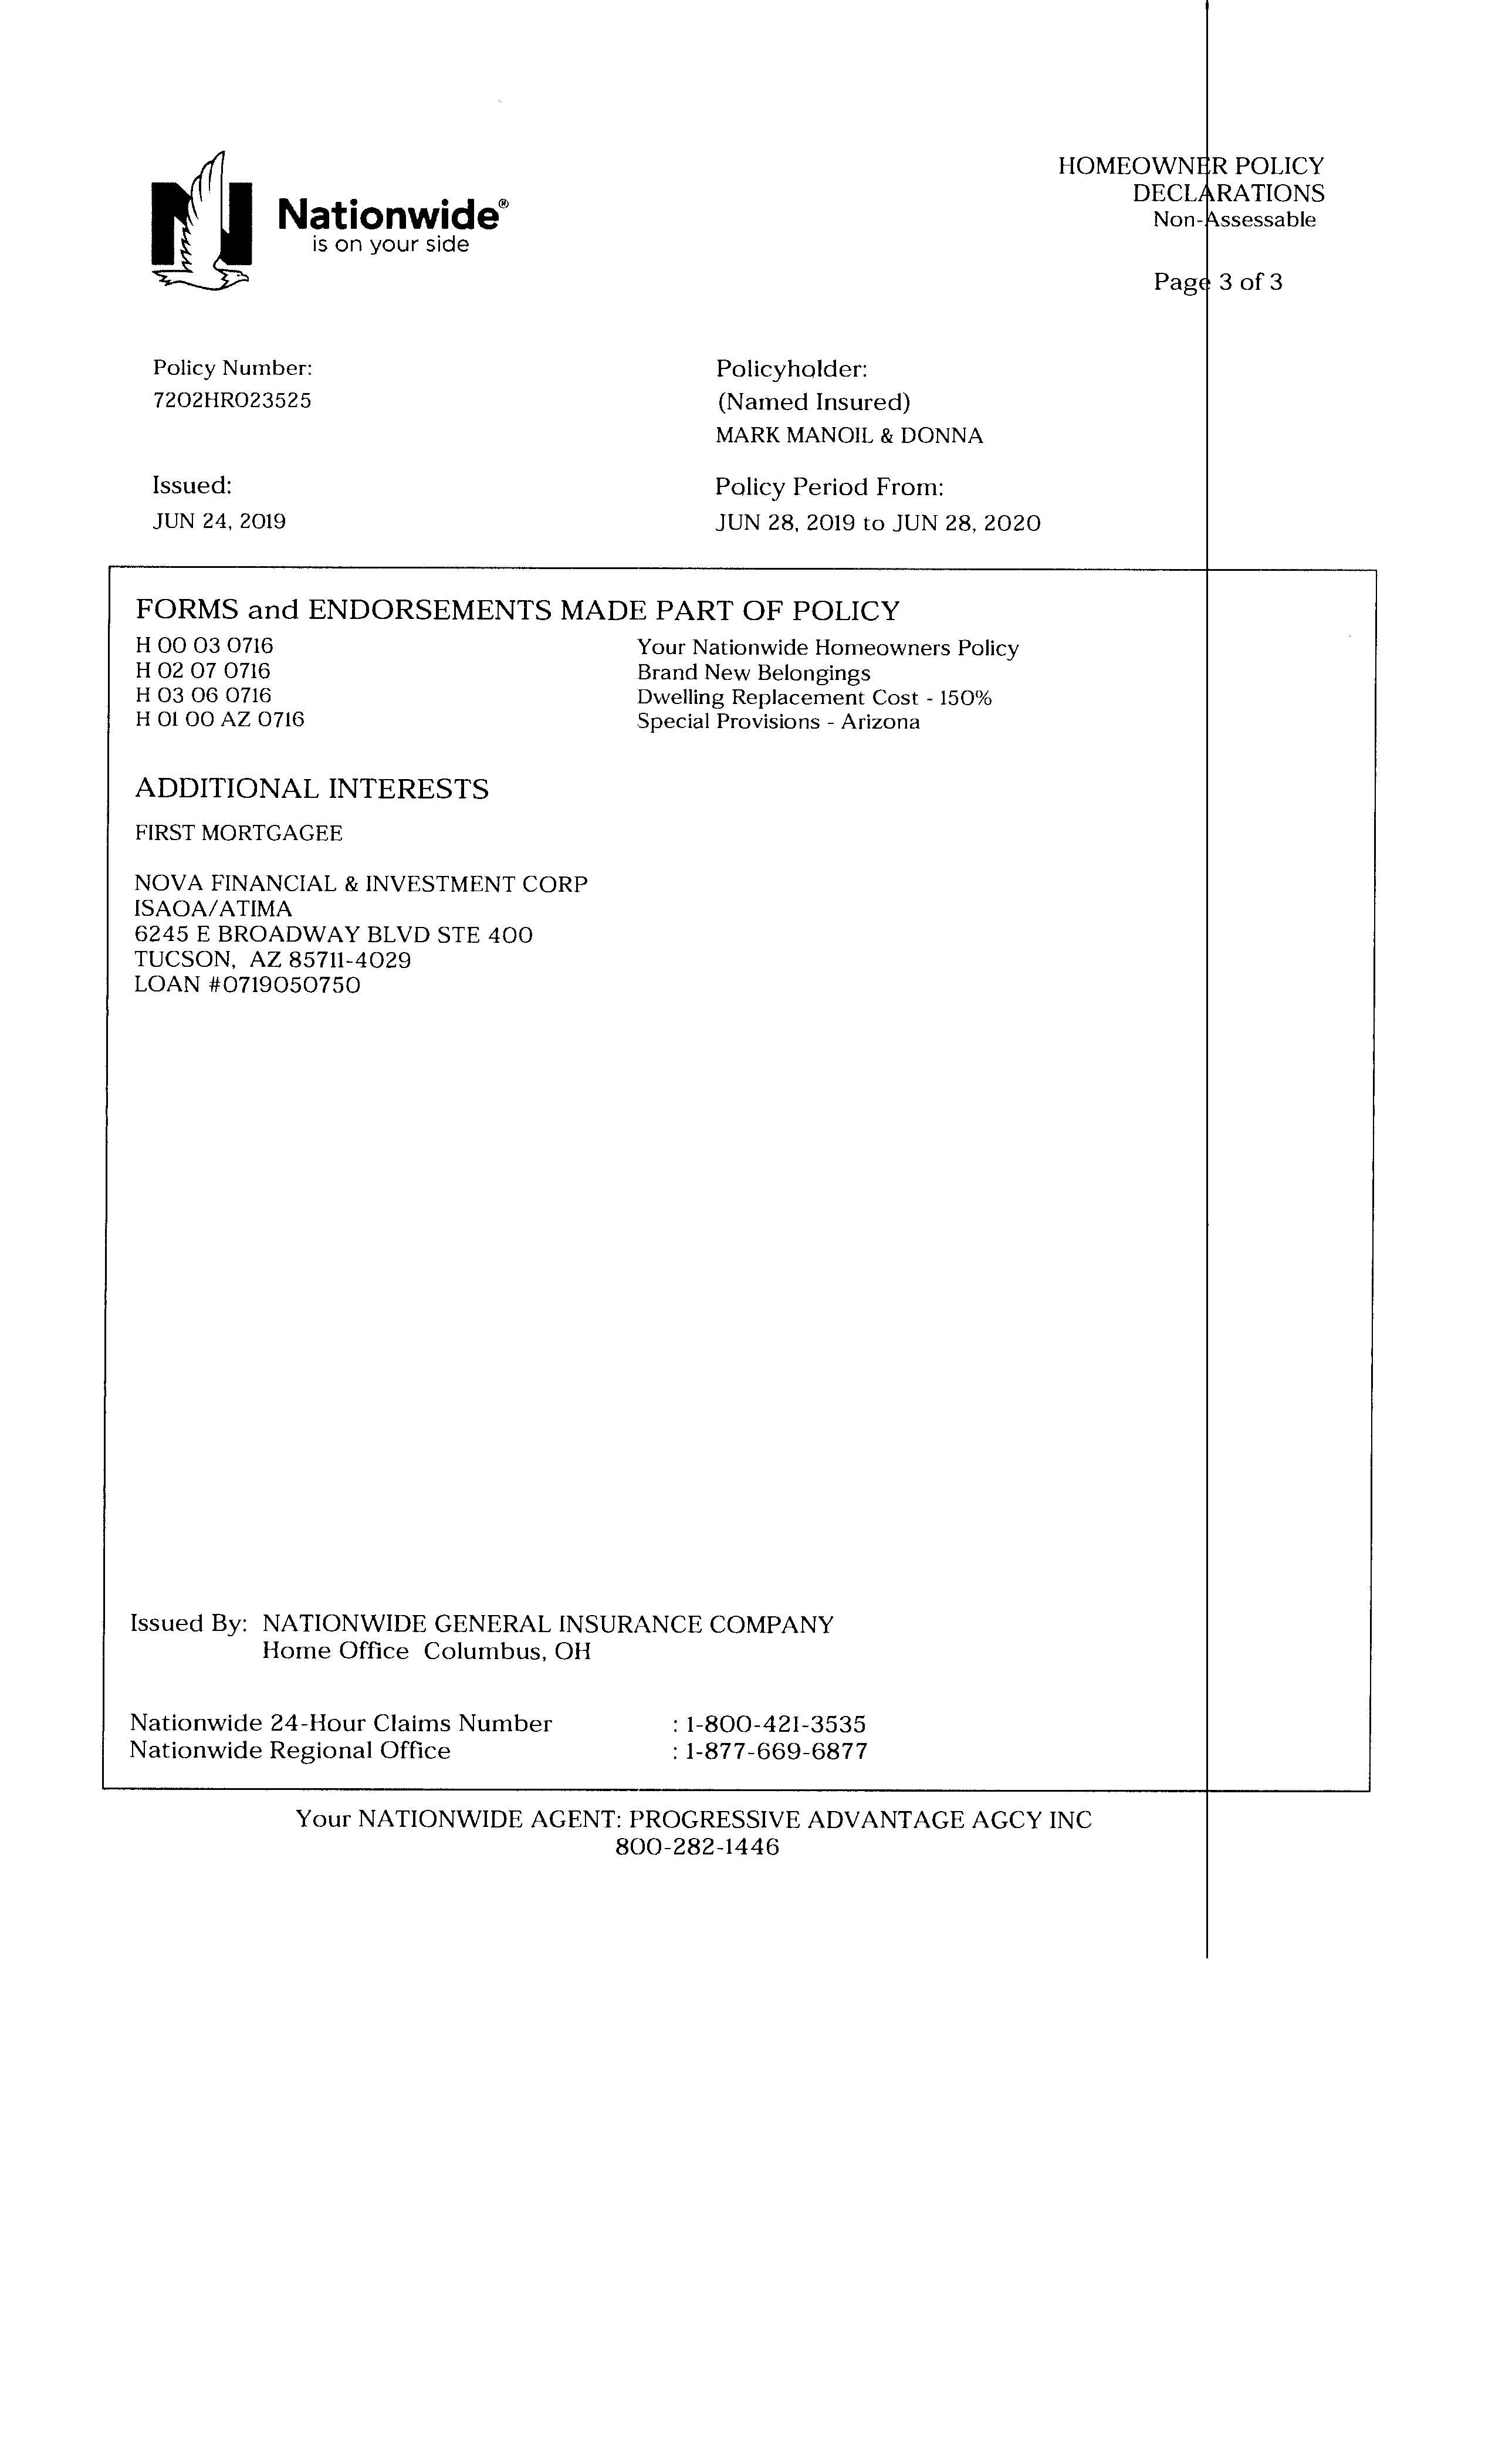 HOMEOWNER POLICY
DECLARATIONS
Non-Assessable
Page 3 of 3
Nationwide®
is on your side
Policy Number:
7202HR023525
Policyholder:
(Named Insured)
MARK MANOIL & DONNA
Issued:
JUN 24, 2019
Policy Period From:
JUN 28, 2019 to JUN 28, 2020
FORMS and ENDORSEMENTS MADE PART OF POLICY
H 00 03 0716 Your Nationwide Homeowners Policy
H 02 07 0716 Brand New Belongings
H 03 06 0716 Dwelling Replacement Cost - 150%
H 01 00 AZ 0716 Special Provisions - Arizona
ADDITIONAL INTERESTS
FIRST MORTGAGEE
NOVA FINANCIAL & INVESTMENT CORP
ISAOA/ATIMA
6245 E BROADWAY BLVD STE 400
TUCSON, AZ 85711-4029
LOAN #0719050750
Issued By: NATIONWIDE GENERAL INSURANCE COMPANY
Home Office Columbus, OH
Nationwide 24-Hour Claims Number : 1-800-421-3535
Nationwide Regional Office : 1-877-669-6877
Your NATIONWIDE AGENT: PROGRESSIVE ADVANTAGE AGCY INC
800-282-1446